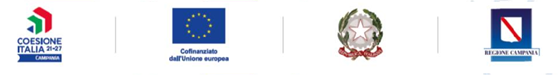 COESIONE
ITALIA 21-27
CAMPANIA
Cofinanziato
dall'Unione europea
REGIONE CAMPANIA